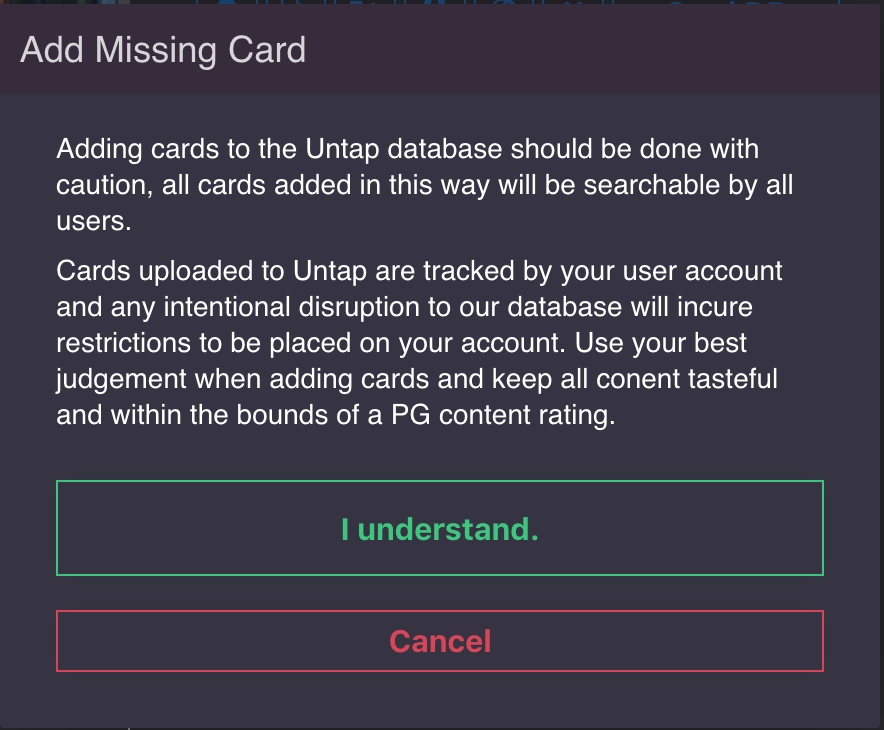 Add Missing Card
Adding cards to the Untap database should be done with
caution, all cards added in this way will be searchable by all
users.
Cards uploaded to Untap are tracked by your user account
and any intentional disruption to our database will incure
restrictions to be placed on your account. Use your best
judgement when adding cards and keep all conent tasteful
and within the bounds of a PG content rating.
I understand.
Cancel